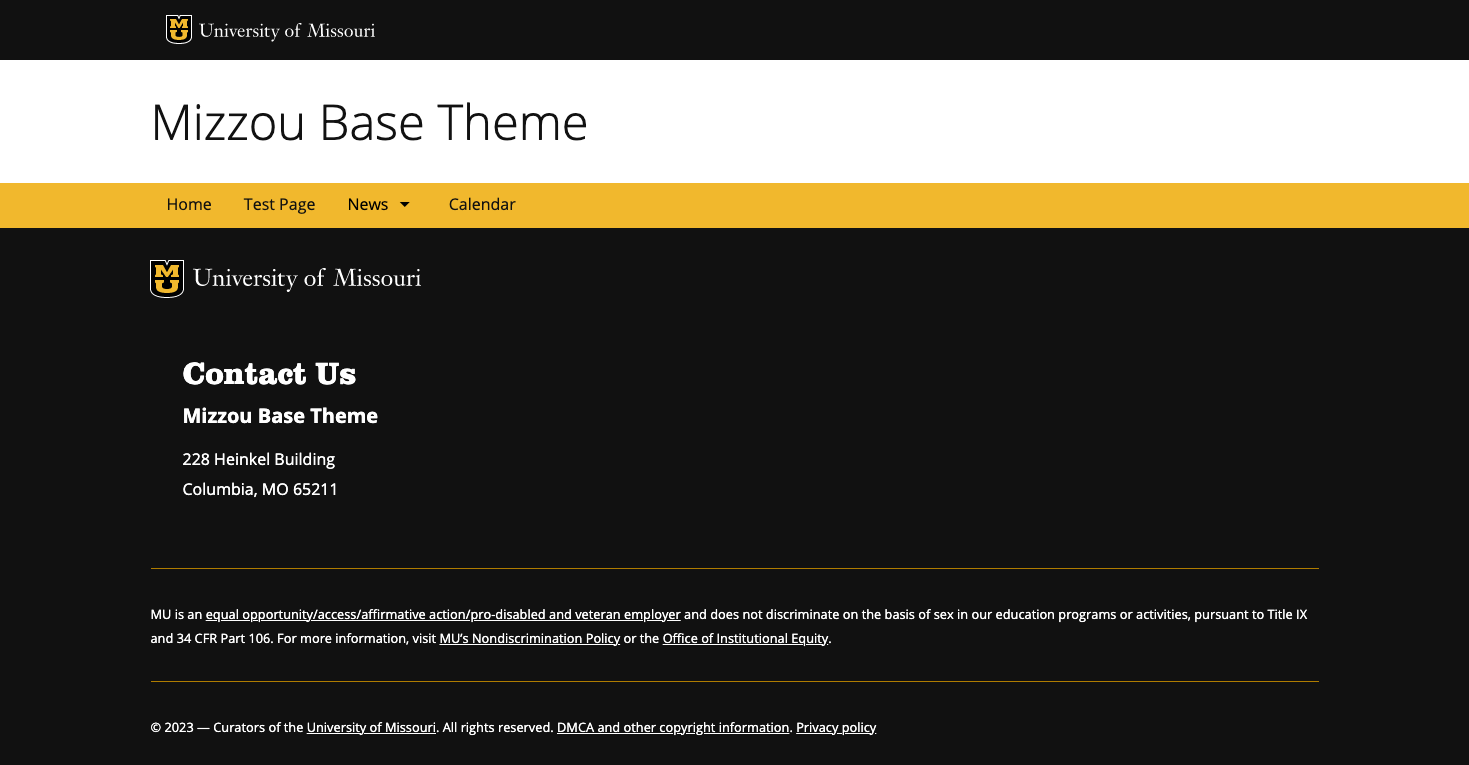 MU University of Missouri
Mizzou Base Theme
Home Test Page News Calendar
MU University of Missouri
Contact Us
Mizzou Base Theme
228 Heinkel Building
Columbia, MO 65211
MU is an equal opportunity/access/affirmative action/pro-disabled and veteran employer and does not discriminate on the basis of sex in our education programs or activities, pursuant to Title IX
and 34 CFR Part 106. For more information, visit MU’s Nondiscrimination Policy or the Office of Institutional Equity.
© 2023 — Curators of the University of Missouri. All rights reserved. DMCA and other copyright information. Privacy policy